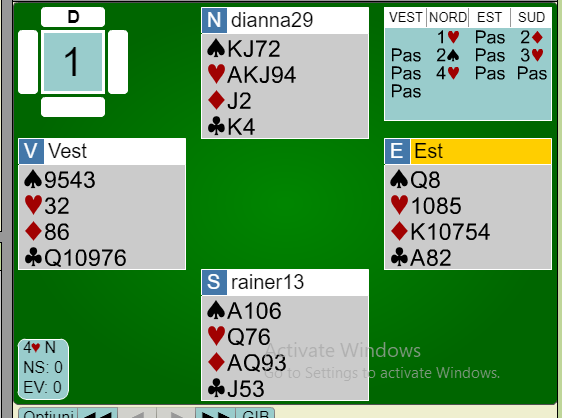 D
1
N dianna29
♠KJ72
♥AKJ94
♦J2
♣K4
VEST NORD EST SUD
1♥ Pas 2♦
Pas 2♠ Pas 3♥
Pas 4♥ Pas Pas
Pas
V Vest
♠9543
♥32
♦86
♣Q10976
E Est
♠Q8
♥1085
♦K10754
♣A82
S rainer13
♠A106
♥Q76
♦AQ93
♣J53
4♥ N
NS: 0
EV: 0
Activate Windows
Go to Settings to activate Windows.
Optiuni GIB